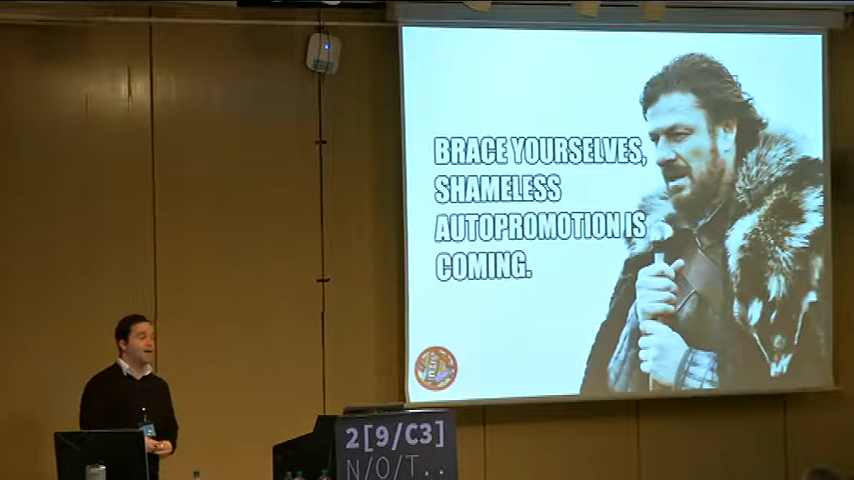 BRACE YOURSELVES,
SHAMELESS
AUTOPROMOTION IS
COMING.
2[9/C3]
N/O/T...